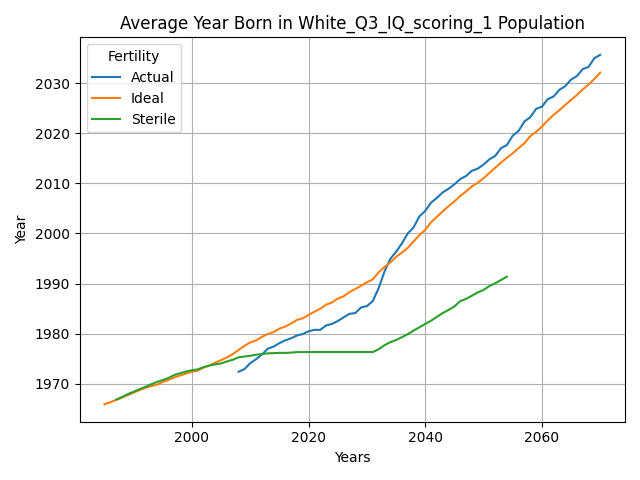 Average Year Born in White_Q3_IQ_scoring_1 Population
Fertility
Actual
Ideal
Sterile
2030
2020
2010
2000
1990
1980
1970
Year
2000
2020
2040
2060
Years